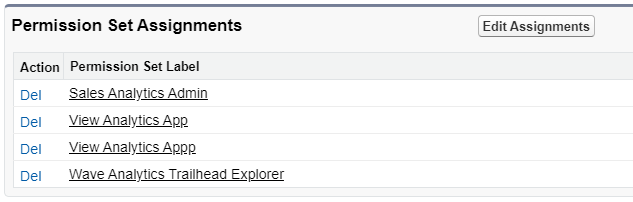 Permission Set Assignments Edit Assignments
Action Permission Set Label
Del Sales Analytics Admin
Del View Analytics App
Del View Analytics Appp
Del Wave Analytics Trailhead Explorer